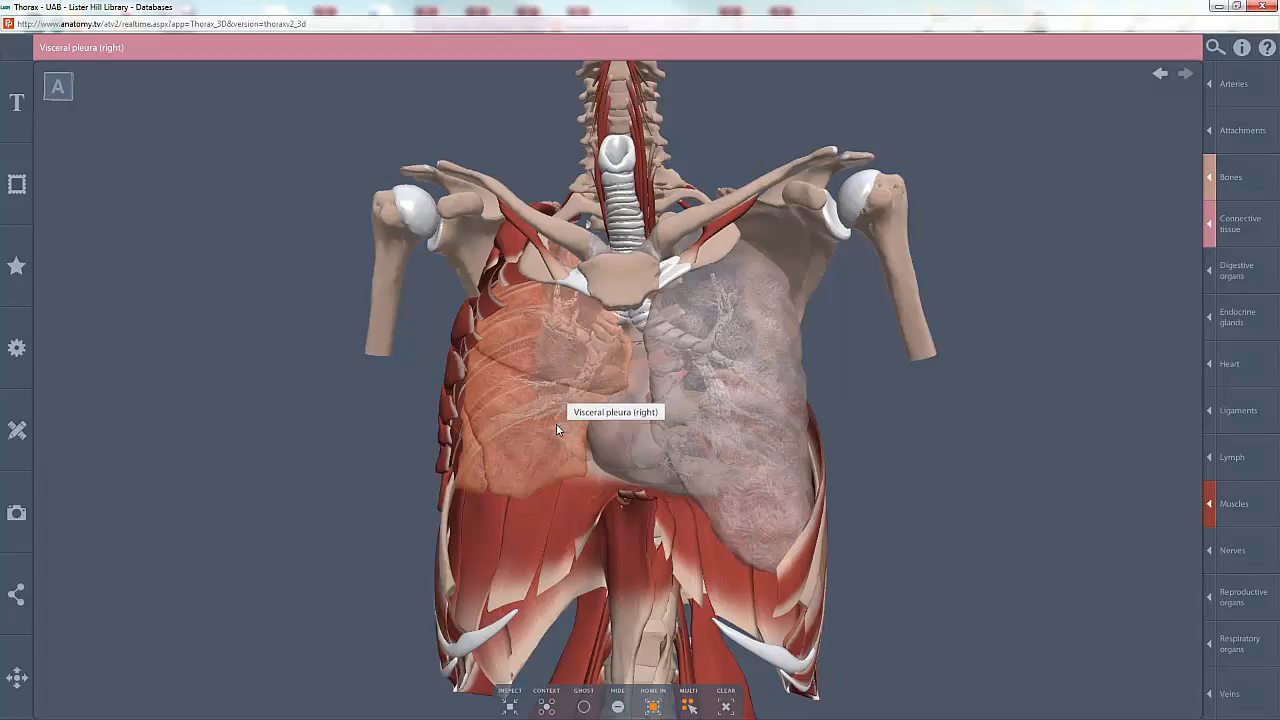 Thorax - UAB - Lister Hill Library - Databases
http://www.anatomy.tv/atv2/realtime.aspx?app=Thorax_3D&version=thoraxv2_3d
Visceral pleura (right)
A
T
Arteries
Attachments
Bones
Connective
tissue
Digestive
organs
Endocrine
glands
Heart
Ligaments
Lymph
Muscles
Nerves
Reproductive
organs
Respiratory
organs
Veins
Visceral pleura (right)
INSPECT CONTEXT GHOST HIDE HOME IN MULTI CLEAR